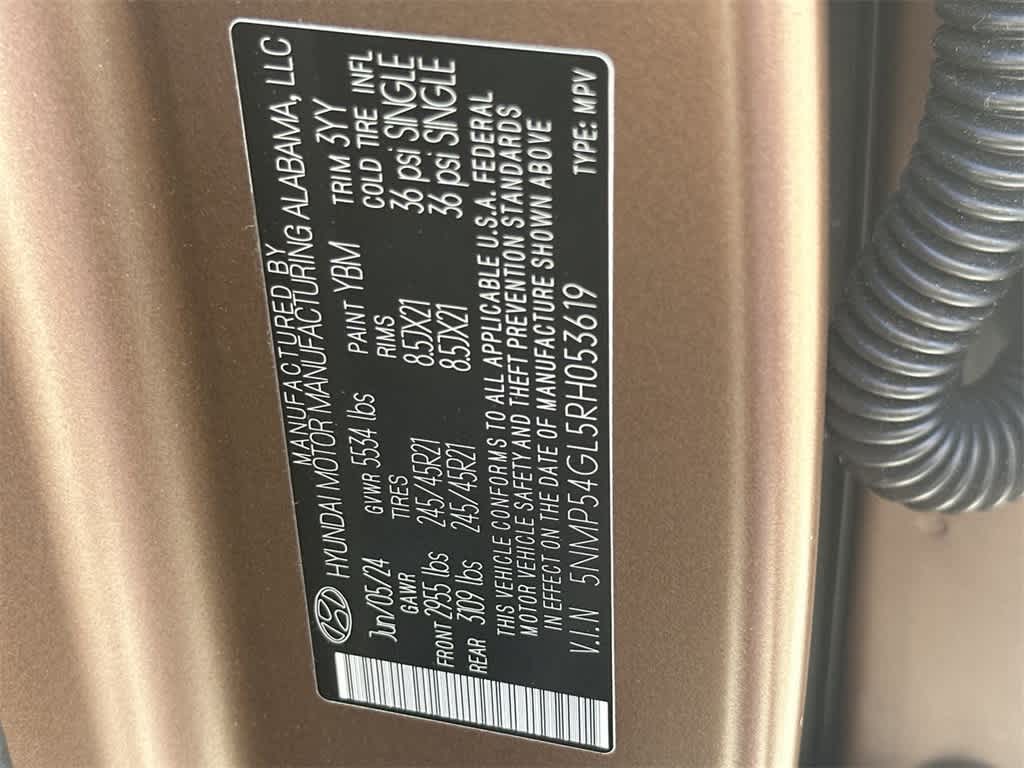 MANUFACTURED BY
HYUNDAI MOTOR MANUFACTURING ALABAMA, LLC
Jun/05/24 GVWR 5534 lbs PAINT YBM TRIM 3YY
GAWR TIRES RIMS COLD TIRE INFL
FRONT 2955 lbs 245/45R21 8.5JX21 36 psi SINGLE
REAR 3109 lbs 245/45R21 8.5JX21 36 psi SINGLE
THIS VEHICLE CONFORMS TO ALL APPLICABLE U.S.A. FEDERAL
MOTOR VEHICLE SAFETY AND THEFT PREVENTION STANDARDS
IN EFFECT ON THE DATE OF MANUFACTURE SHOWN ABOVE
V.I.N 5NMP54GL5RH053619 TYPE: MPV